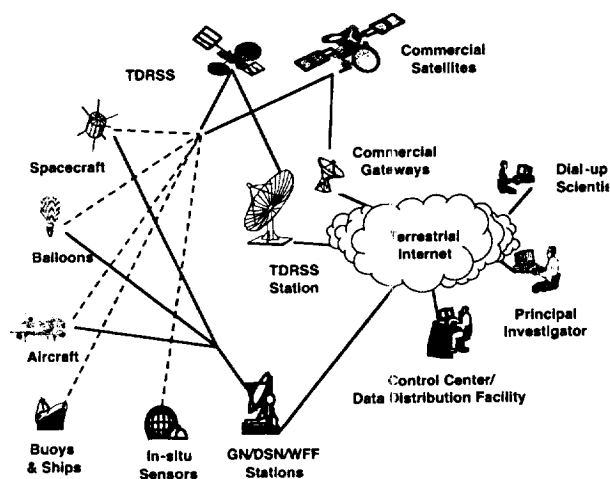 TDRSS
Commercial
Satellites
Spacecraft
Commercial
Gateways
Dial-up
Scientis
Balloons
TDRSS
Station
Terrestrial
Internet
Principal
Investigator
Aircraft
Control Center/
Data Distribution Facility
Buoys
& Ships
In-situ
Sensors
GN/DSN/WFF
Stations